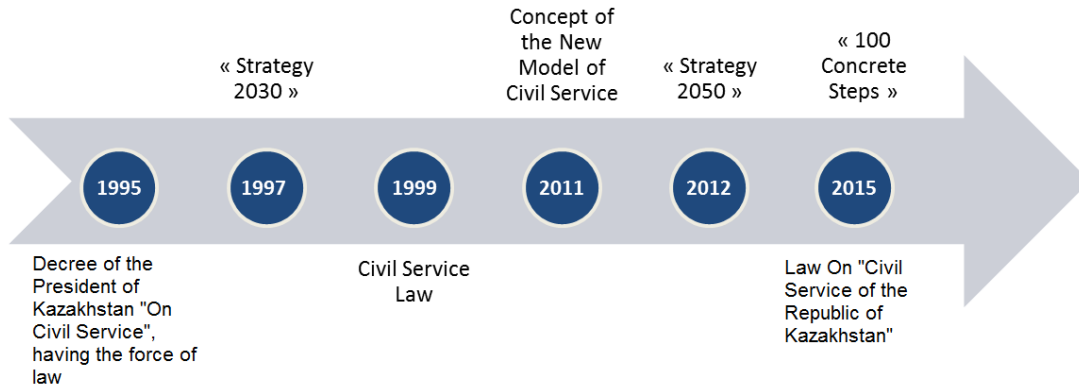 Concept of
the New
Model of
Civil Service
« Strategy
2030 »
« Strategy
2050 »
« 100
Concrete
Steps »
1995
1997
1999
2011
2012
2015
Decree of the
President of
Kazakhstan "On
Civil Service",
having the force of
law
Civil Service
Law
Law On "Civil
Service of the
Republic of
Kazakhstan"